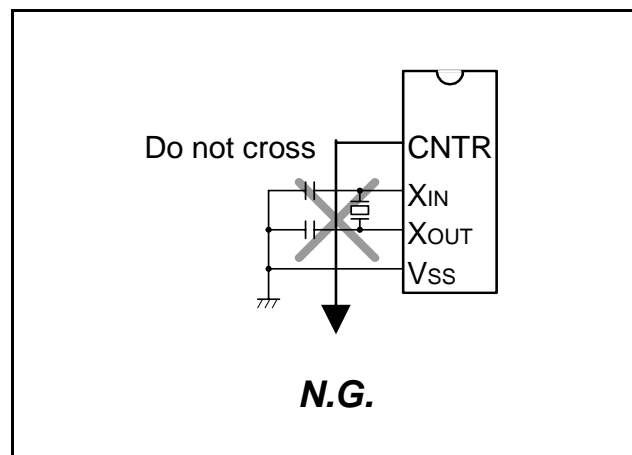 Do not cross
CNTR
XIN
XOUT
VSS
N.G.